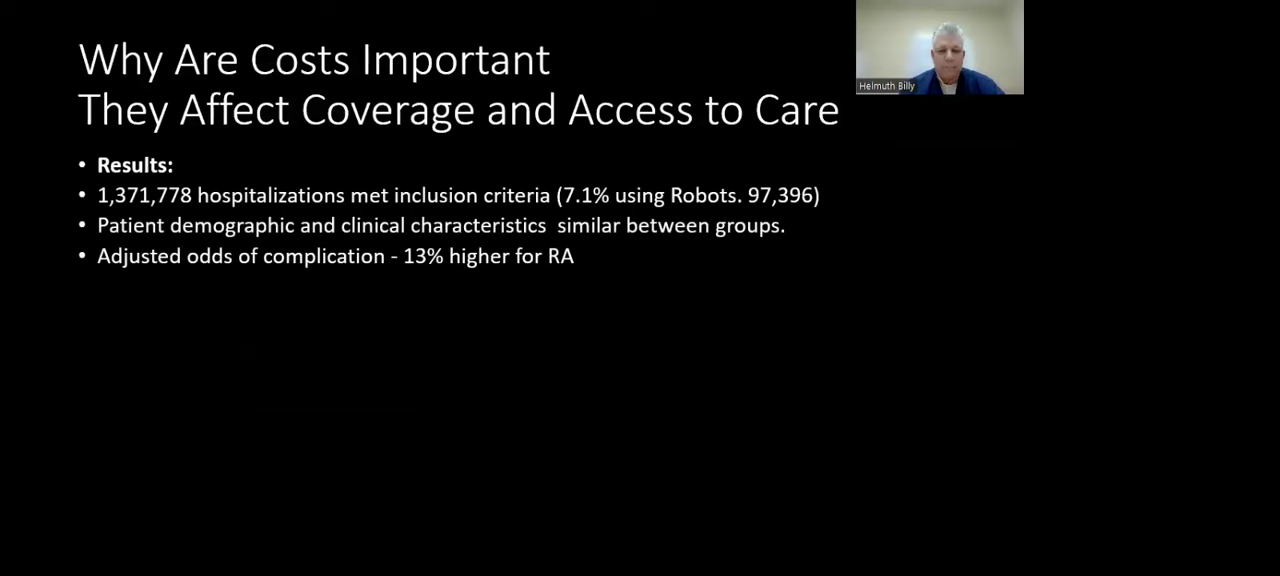 Why Are Costs Important
They Affect Coverage and Access to Care
Helmuth Billy
• Results:
• 1,371,778 hospitalizations met inclusion criteria (7.1% using Robots. 97,396)
• Patient demographic and clinical characteristics  similar between groups.
• Adjusted odds of complication - 13% higher for RA